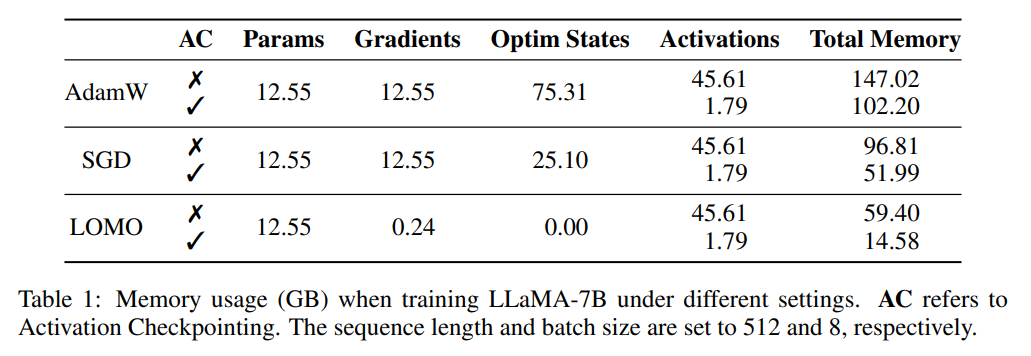 AC Params Gradients Optim States Activations Total Memory
AdamW ✗ 12.55 12.55 75.31 45.61 147.02
✓ 1.79 102.20
SGD ✗ 12.55 12.55 25.10 45.61 96.81
✓ 1.79 51.99
LOMO ✗ 12.55 0.24 0.00 45.61 59.40
✓ 1.79 14.58
Table 1: Memory usage (GB) when training LLaMA-7B under different settings. AC refers to
Activation Checkpointing. The sequence length and batch size are set to 512 and 8, respectively.